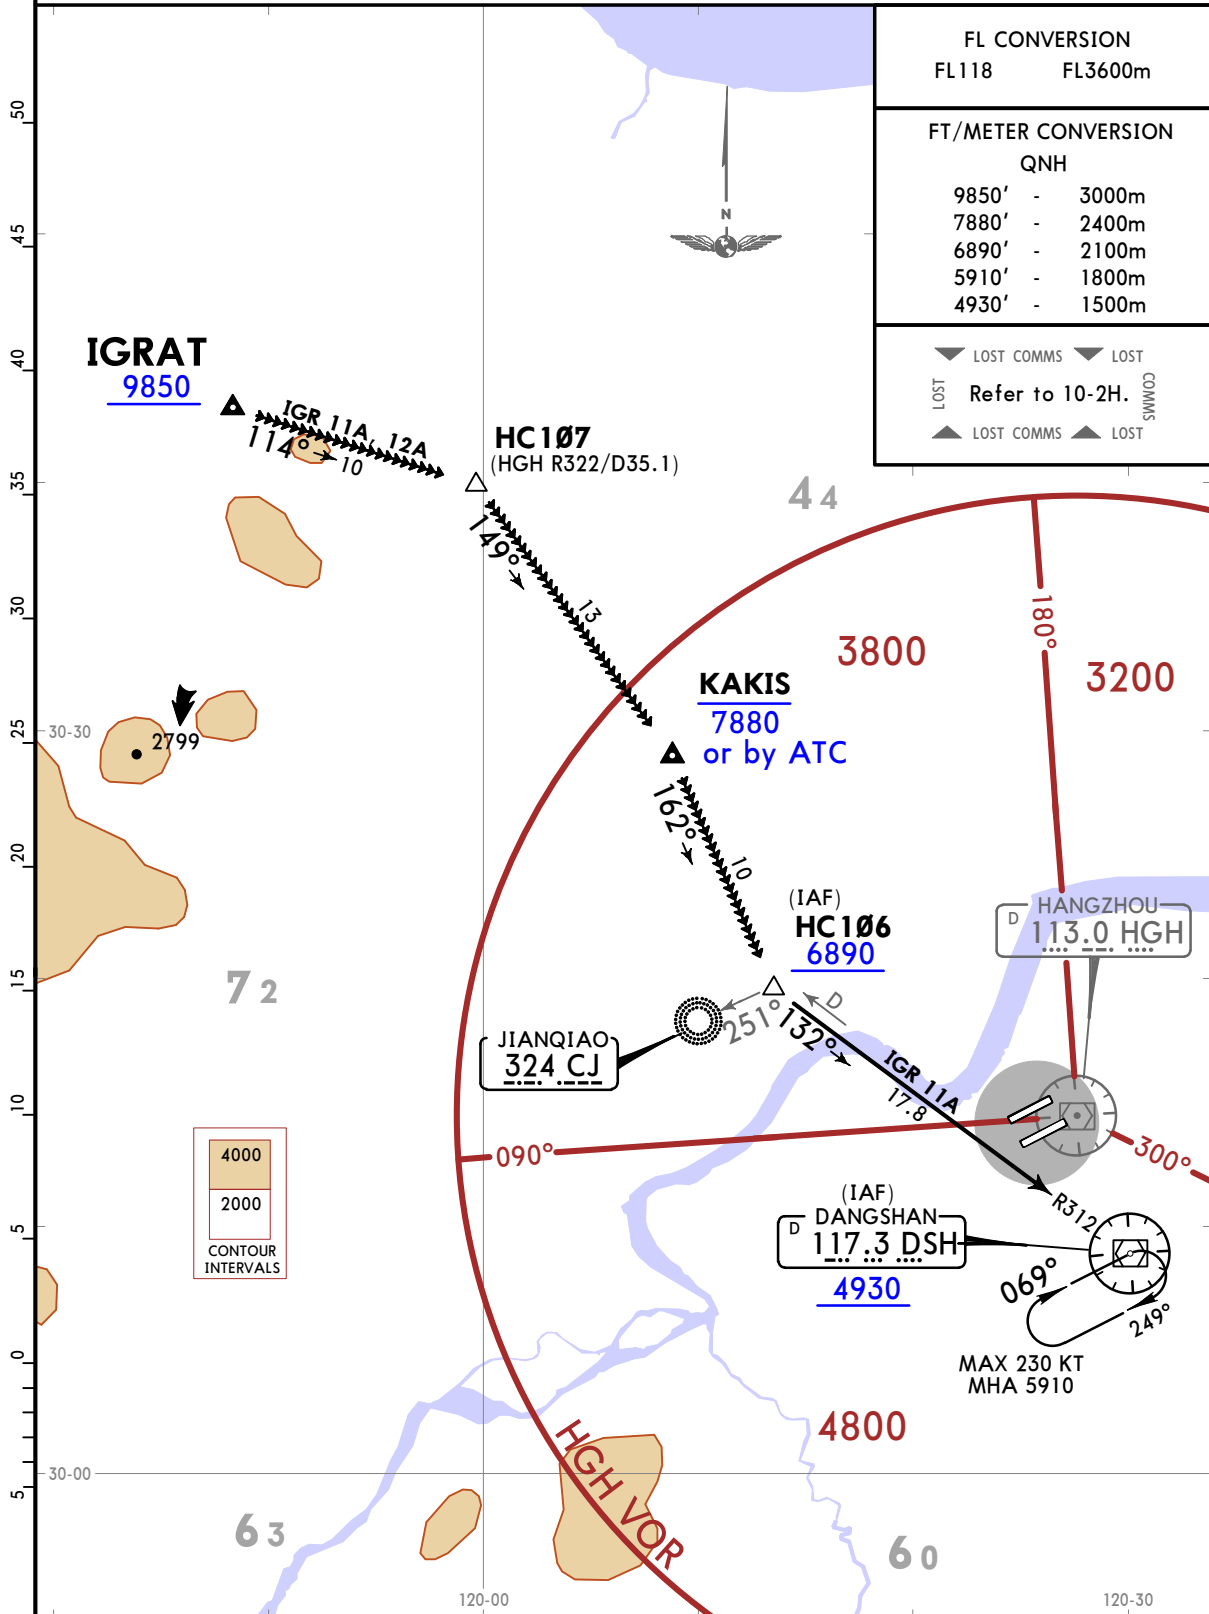 FL CONVERSION
FL118 FL3600m
FT/METER CONVERSION
QNH
9850' - 3000m
7880' - 2400m
6890' - 2100m
5910' - 1800m
4930' - 1500m
LOST COMMS LOST
LOST
Refer to 10-2H.
COMMS
LOST COMMS LOST
N
50
45
40
35
30
25
20
15
10
5
0
5
IGRAT
9850
IGR 11A, 12A
114°
10
HC1Ø7
(HGH R322/D35.1)
44
149°
13
3800
180°
3200
KAKIS
7880
or by ATC
30-30
2799
162°
10
(IAF)
HC1Ø6
6890
HANGZHOU
D 113.0 HGH
72
D
251°
132°
JIANQIAO
324 CJ
IGR 11A
17.8
090°
300°
4000
2000
CONTOUR
INTERVALS
R312
(IAF)
DANGSHAN
D 117.3 DSH
4930
069°
249°
MAX 230 KT
MHA 5910
4800
HGH VOR
30-00
63
60
120-00
120-30